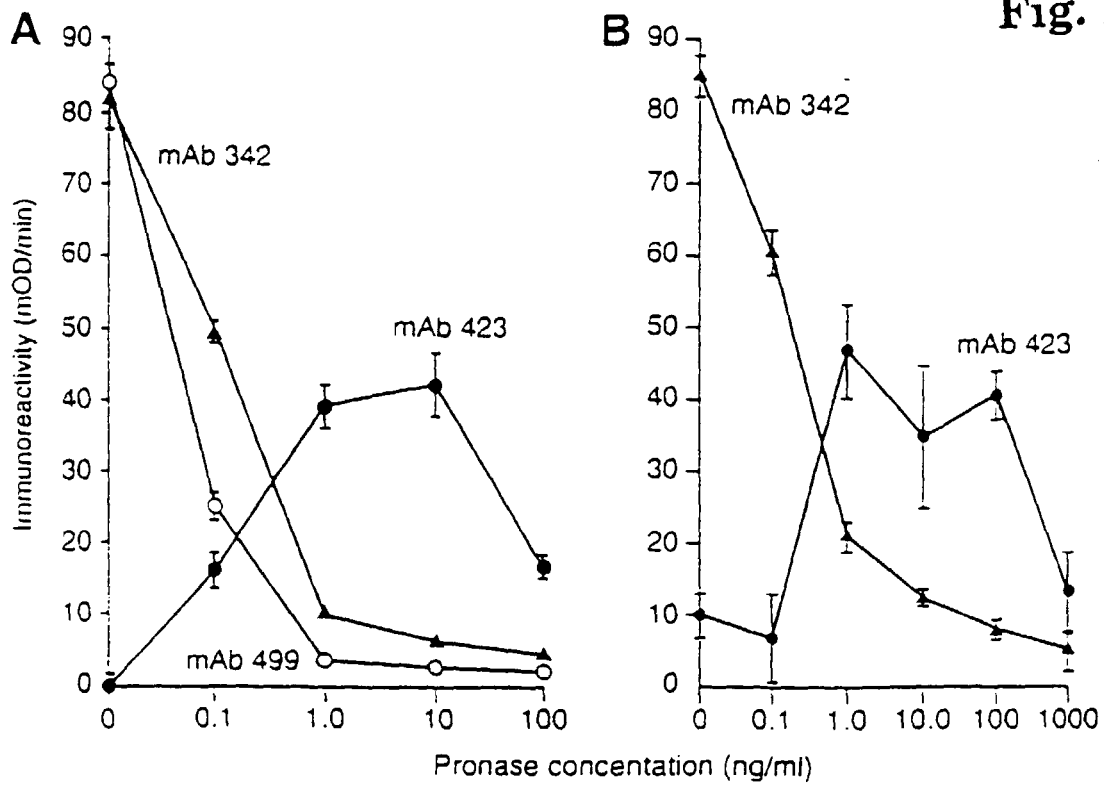 Fig.
A
B
Immunoreactivity (mOD/min)
90
80
70
60
50
40
30
20
10
0
mAb 342
mAb 423
mAb 499
0 0.1 1.0 10 100
90
80
70
60
50
40
30
20
10
0
mAb 342
mAb 423
0 0.1 1.0 10.0 100 1000
Pronase concentation (ng/ml)